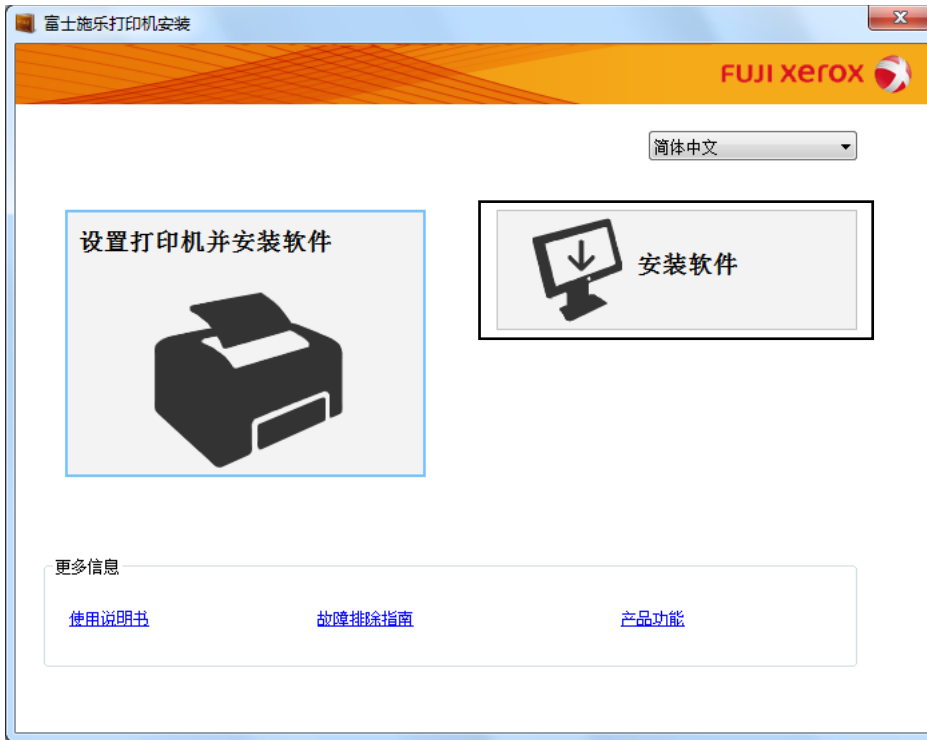 富士施乐打印机安装
FUJI xerox
简体中文
设置打印机并安装软件
安装软件
更多信息
使用说明书
故障排除指南
产品功能